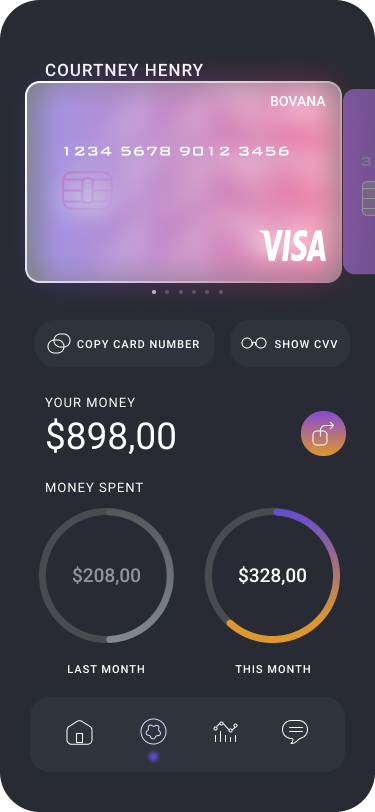 COURTNEY HENRY
BOVANA
1234 5678 9012 3456
3
VISA
COPY CARD NUMBER
SHOW CVV
YOUR MONEY
$898,00
MONEY SPENT
$208,00
$328,00
LAST MONTH
THIS MONTH